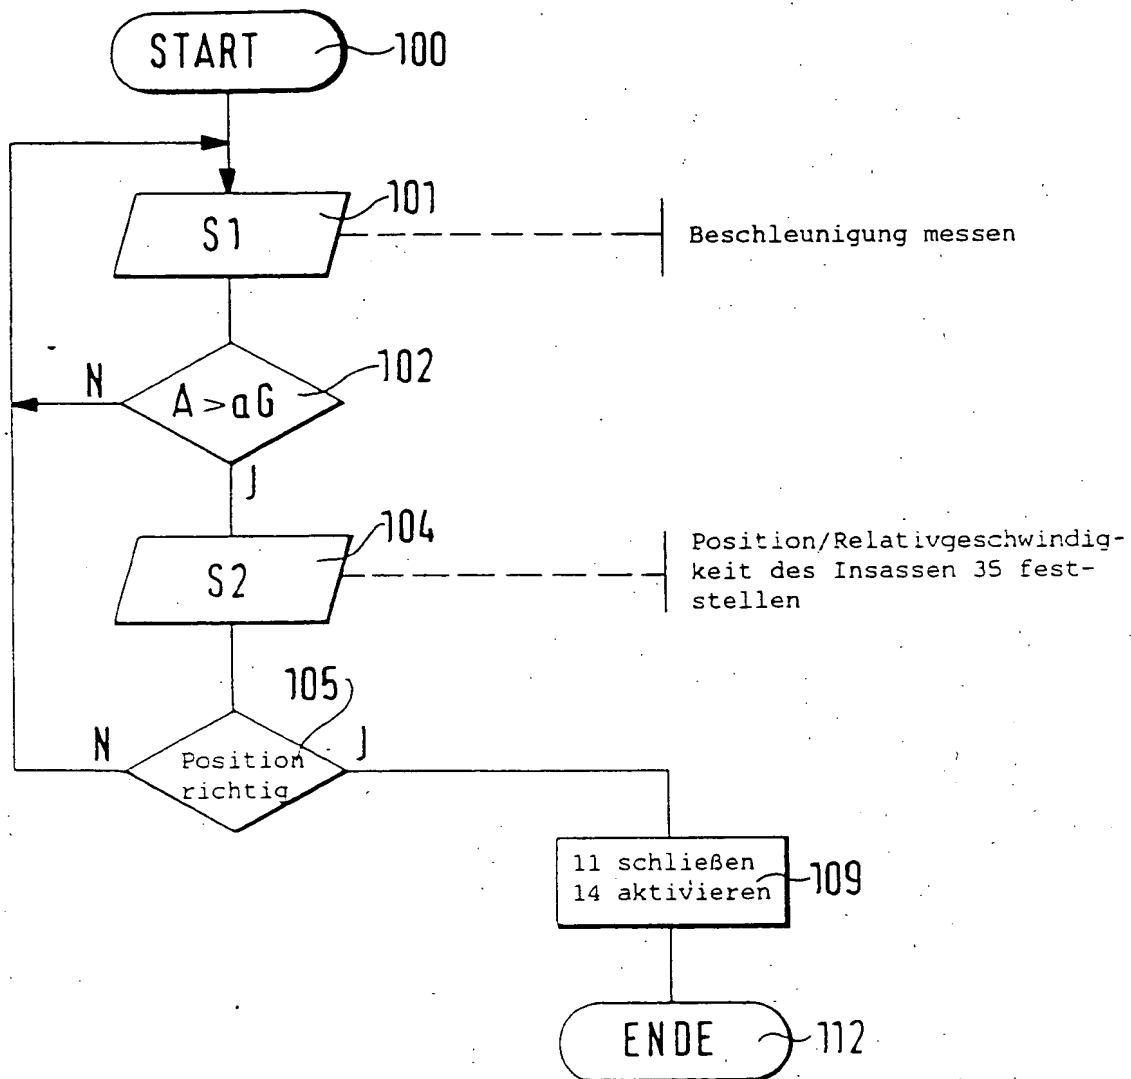 START
100
101
S1
Beschleunigung messen
102
N
A>aG
J
104
S2
Position/Relativgeschwindig-
keit des Insassen 35 fest-
stellen
105
N
J
Position
richtig
11 schließen
14 aktivieren
109
ENDE
112